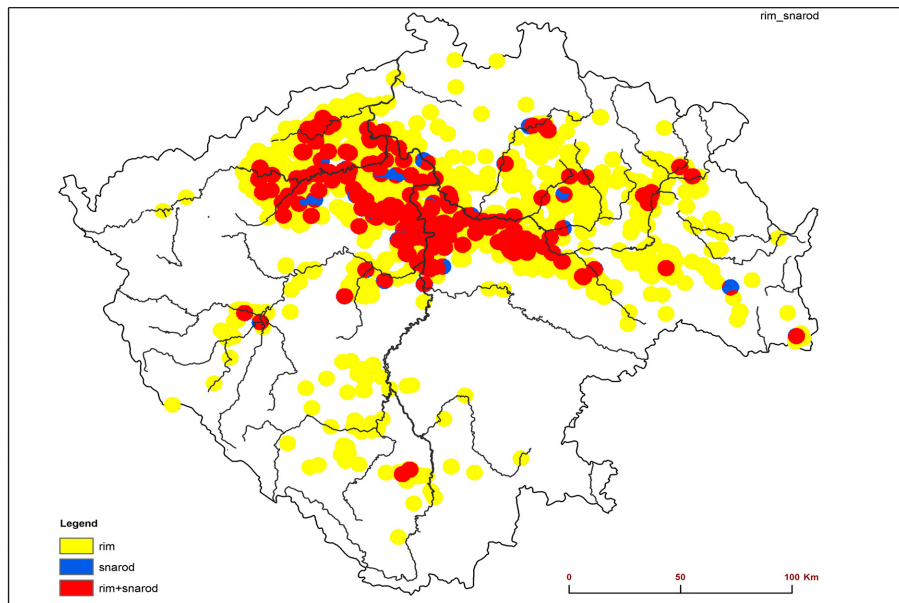 rim_snarod
Legend
rim
snarod
rim+snarod
0 50 100 Km